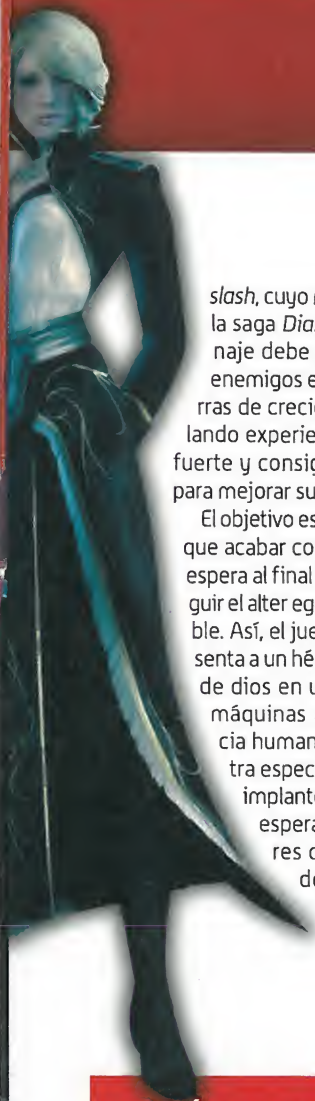 slash, cuyo
la saga Dia
naje debe
enemigos e
rras de creci
lando experie
fuerte y consig
para mejorar su
El objetivo es
que acabar co
espera al final
guir el alter eg
ble. Así, el jue
senta a un hé
de dios en u
máquinas
cia human
tra espec
implant
espera
res d
de